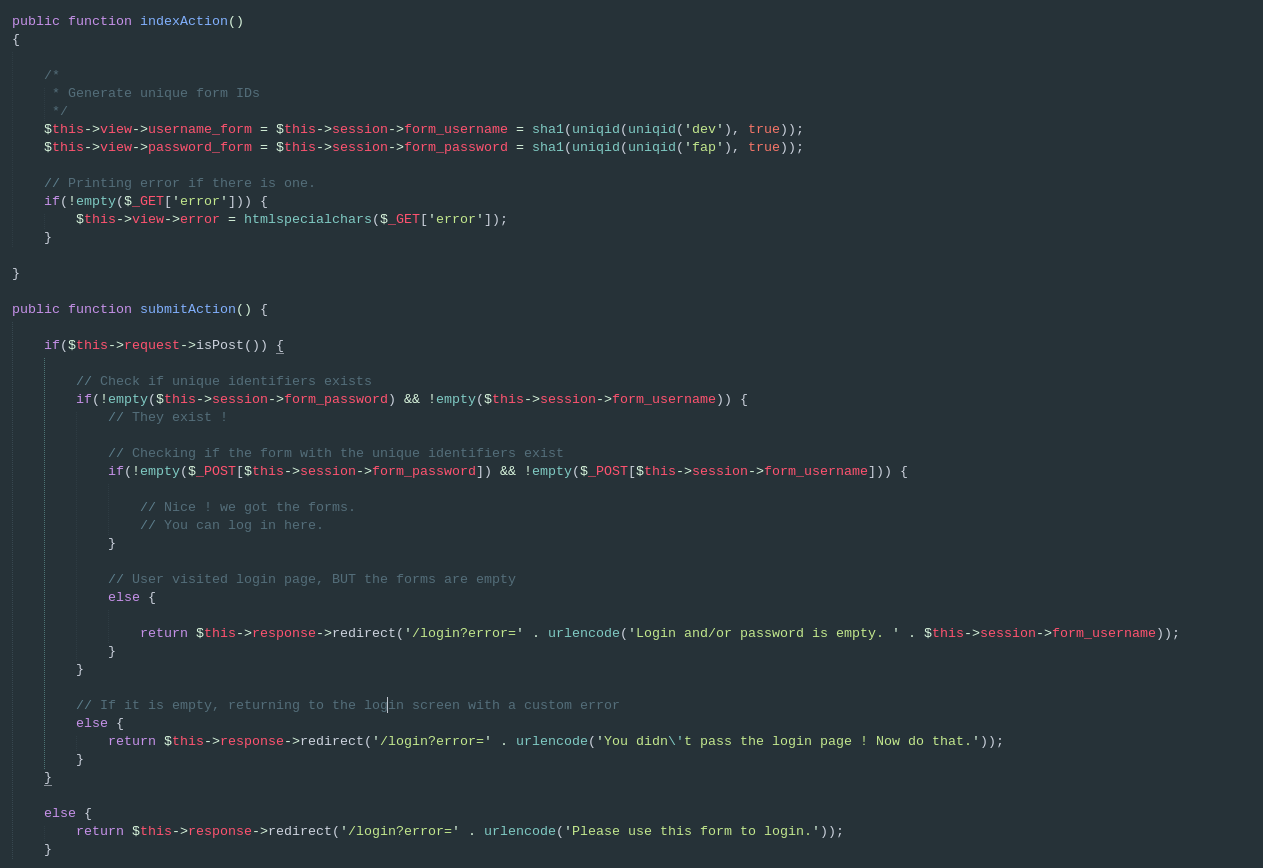 public function indexAction()
{
/*
* Generate unique form IDs
*/
$this->view->username_form = $this->session->form_username = sha1(uniqid(uniqid('dev'), true));
$this->view->password_form = $this->session->form_password = sha1(uniqid(uniqid('fap'), true));
// Printing error if there is one.
if(!empty($_GET['error'])) {
$this->view->error = htmlspecialchars($_GET['error']);
}
}
public function submitAction() {
if($this->request->isPost()) {
// Check if unique identifiers exists
if(!empty($this->session->form_password) && !empty($this->session->form_username)) {
// They exist !
// Checking if the form with the unique identifiers exist
if(!empty($_POST[$this->session->form_password]) && !empty($_POST[$this->session->form_username])) {
// Nice ! we got the forms.
// You can log in here.
}
// User visited login page, BUT the forms are empty
else {
return $this->response->redirect('/login?error=' . urlencode('Login and/or password is empty. ' . $this->session->form_username));
}
}
// If it is empty, returning to the login screen with a custom error
else {
return $this->response->redirect('/login?error=' . urlencode('You didn\'t pass the login page ! Now do that.'));
}
}
else {
return $this->response->redirect('/login?error=' . urlencode('Please use this form to login.'));
}